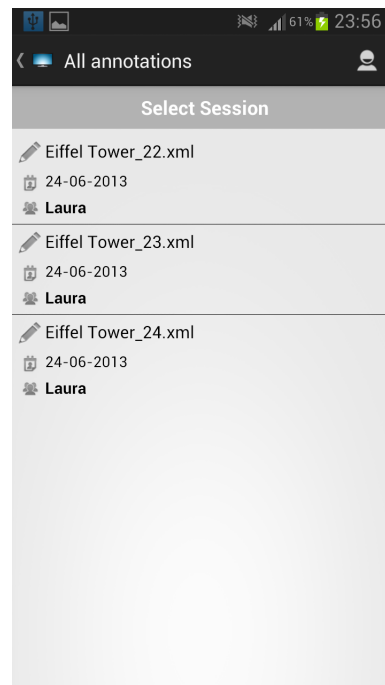 61% 23:56
All annotations
Select Session
Eiffel Tower_22.xml
24-06-2013
Laura
Eiffel Tower_23.xml
24-06-2013
Laura
Eiffel Tower_24.xml
24-06-2013
Laura